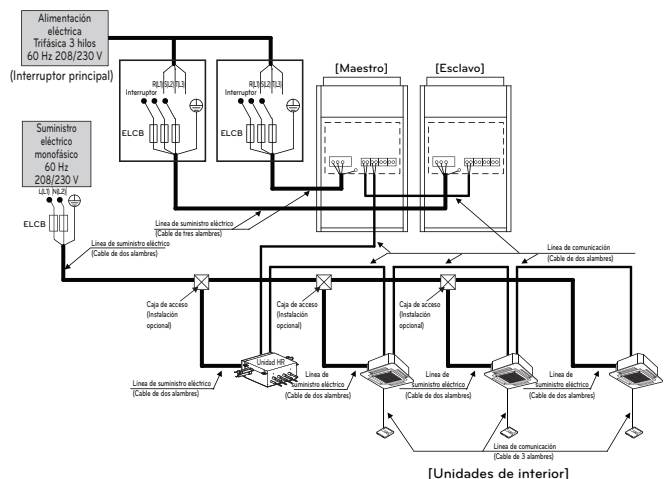 Alimentación
eléctrica
Trifásica 3 hilos
60 Hz 208/230 V
(Interruptor principal)
[Maestro]
[Esclavo]
R(L1) S(L2) T(L3)
Interruptor
ELCB
R(L1) S(L2) T(L3)
Interruptor
ELCB
Suministro
eléctrico
monofásico
60 Hz
208/230 V
L(L1) N(L2)
ELCB
Línea de suministro eléctrico
(Cable de dos alambres)
Línea de suministro eléctrico
(Cable de tres alambres)
Línea de comunicación
(Cable de dos alambres)
Caja de acceso
(Instalación
opcional)
Caja de acceso
(Instalación
opcional)
Caja de acceso
(Instalación
opcional)
Unidad HR
Línea de suministro eléctrico
(Cable de dos alambres)
Línea de
suministro eléctrico
(Cable de dos alambres)
Línea de
suministro eléctrico
(Cable de dos alambres)
Línea de
suministro eléctrico
(Cable de dos alambres)
Línea de comunicación
(Cable de 3 alambres)
[Unidades de interior]